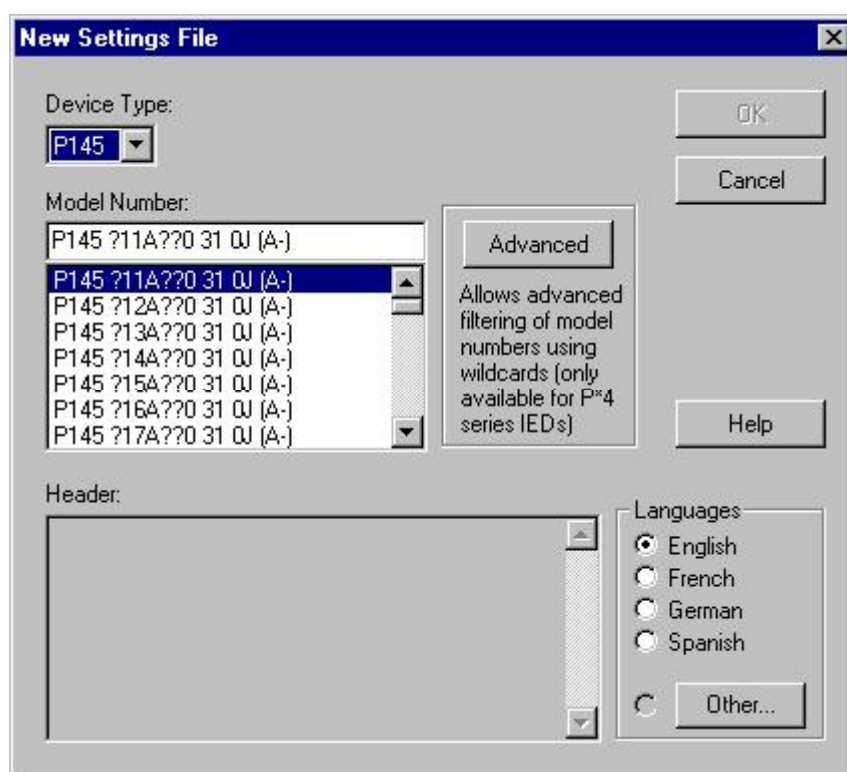 New Settings File
Device Type:
P145
OK
Cancel
Model Number:
P145 ?11A??0 31 0J (A-)
P145 ?11A??0 31 0J (A-)
P145 ?12A??0 31 0J (A-)
P145 ?13A??0 31 0J (A-)
P145 ?14A??0 31 0J (A-)
P145 ?15A??0 31 0J (A-)
P145 ?16A??0 31 0J (A-)
P145 ?17A??0 31 0J (A-)
Advanced
Allows advanced
filtering of model
numbers using
wildcards (only
available for P*4
series IEDs)
Help
Header:
Languages
English
French
German
Spanish
Other...